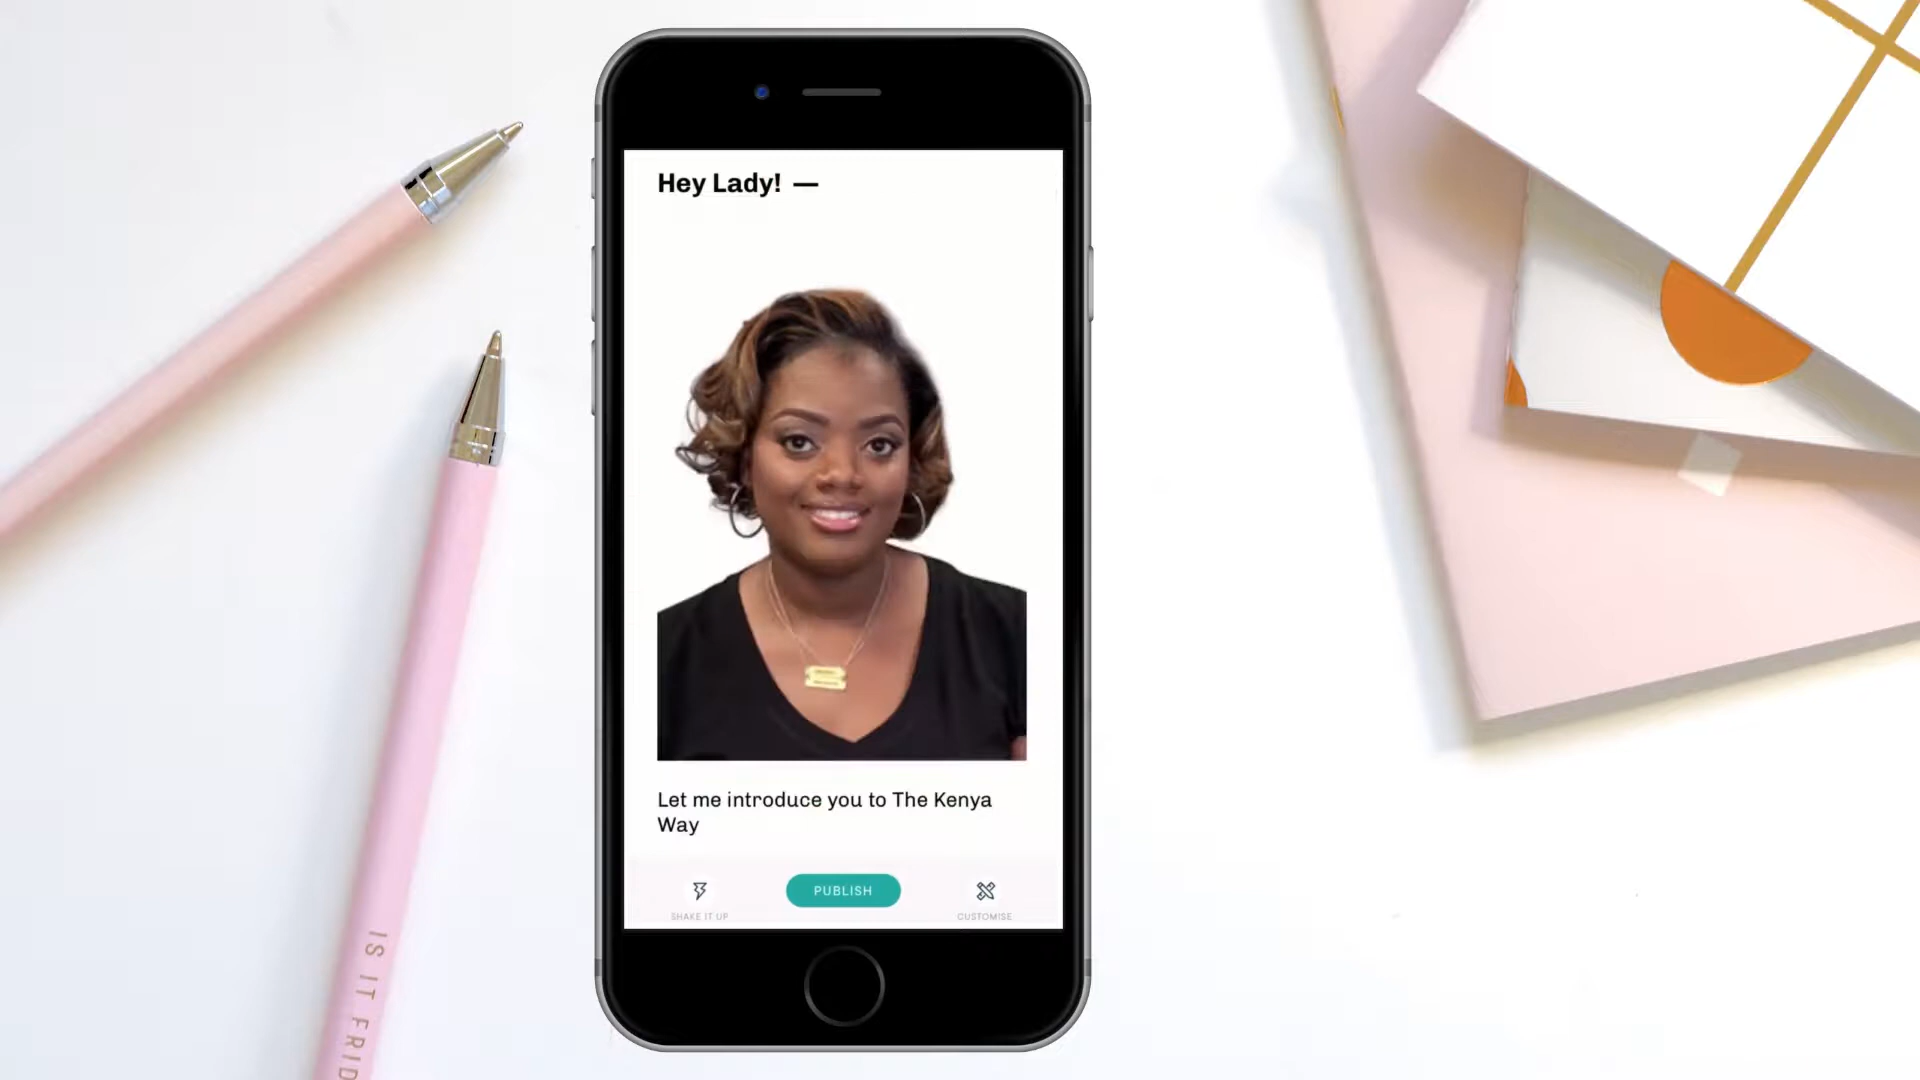 Hey Lady! —
Let me introduce you to The Kenya
Way
PUBLISH
SHAKE IT UP
CUSTOMISE
IS IT FRID